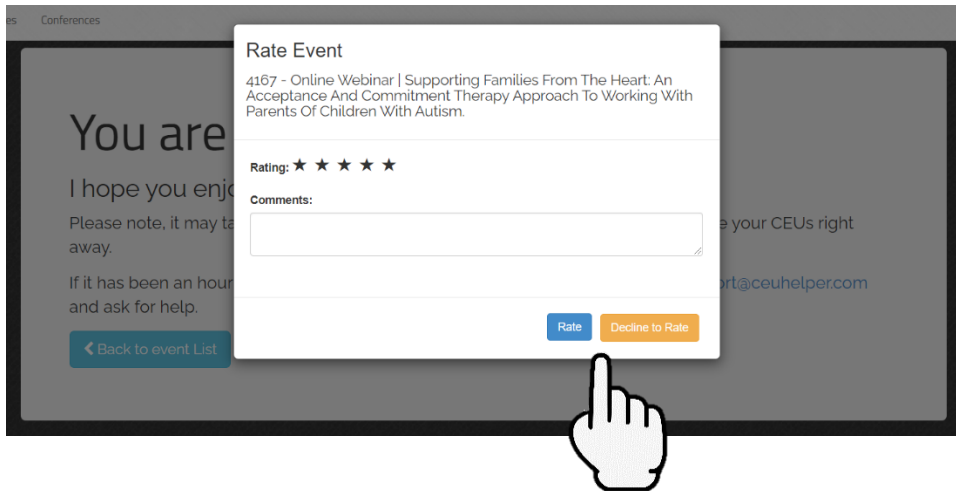 es Conferences
Rate Event
4167 - Online Webinar | Supporting Families From The Heart: An
Acceptance And Commitment Therapy Approach To Working With
Parents Of Children With Autism.
Rating: ★ ★ ★ ★ ★
Comments:
Rate Decline to Rate
You are
I hope you enjo
Please note, it may ta e your CEUs right
away.
If it has been an hour ort@ceuhelper.com
and ask for help.
Back to event List